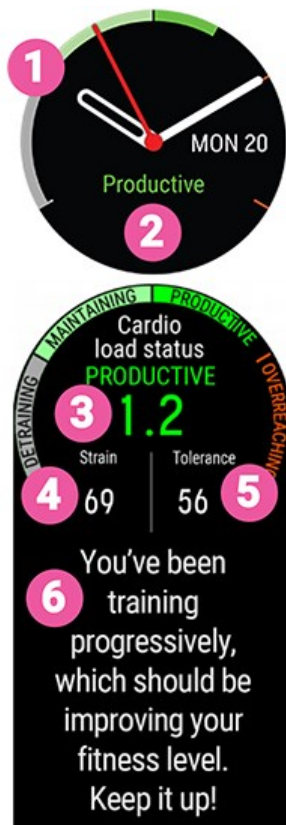 1
MON 20
Productive
2
DETRAINING
MAINTAINING
PRODUCTIVE
OVERREACHING
Cardio
load status
PRODUCTIVE
3
1.2
Strain
Tolerance
4
69
56
5
6
You've been
training
progressively,
which should be
improving your
fitness level.
Keep it up!